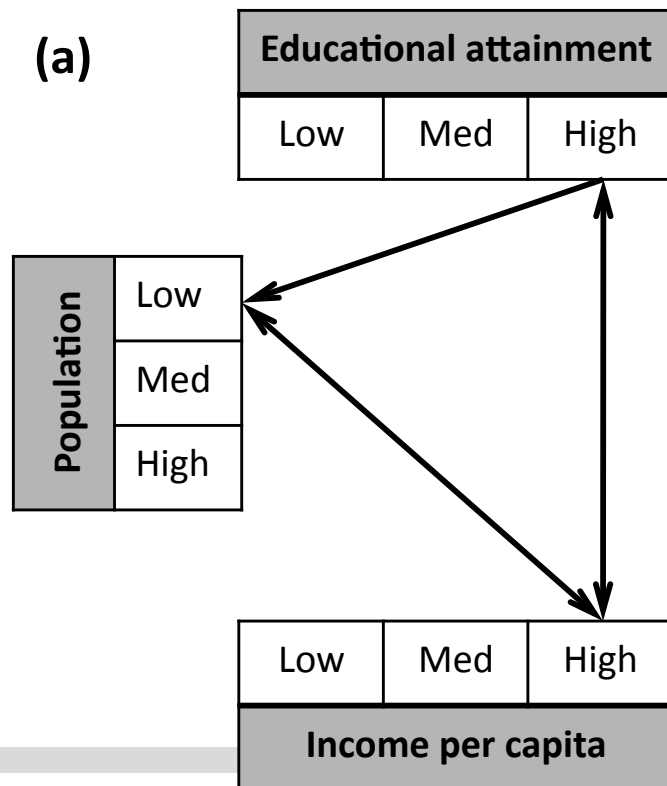 (a)
Educational attainment
Low Med High
Population
Low
Med
High
Low Med High
Income per capita